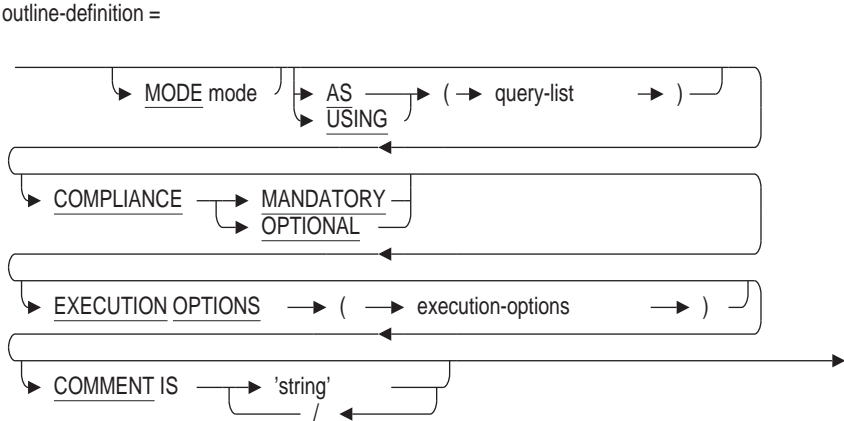 outline-definition =
MODE mode AS ( query-list )
USING
COMPLIANCE MANDATORY
OPTIONAL
EXECUTION OPTIONS ( execution-options )
COMMENT IS 'string'
/